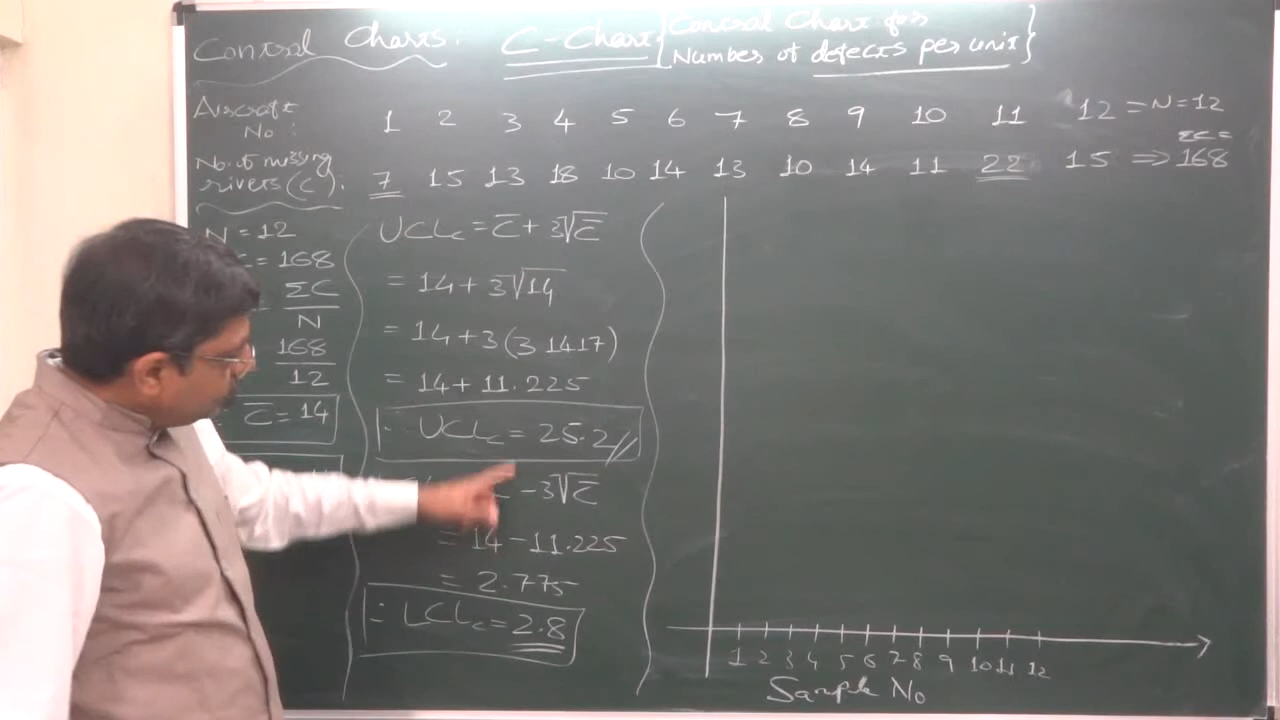 Control Charts: C-Chart {Control Chart for
Number of defects per unit}
Aircraft No: 1 2 3 4 5 6 7 8 9 10 11 12 = N=12
No. of missing rivers (C): 7 15 13 18 10 14 13 10 14 11 22 15 ⇒ ΣC = 168
N = 12
= 168
ΣC
N
168
12
C̅ = 14
UCLc = C̅ + 3√C̅
= 14 + 3√14
= 14 + 3(3 1417)
= 14 + 11.225
∴ UCLc = 25.2//
- 3√C̅
= 14 - 11.225
= 2.775
∴ LCLc = 2.8
1 2 3 4 5 6 7 8 9 10 11 12
Sample No